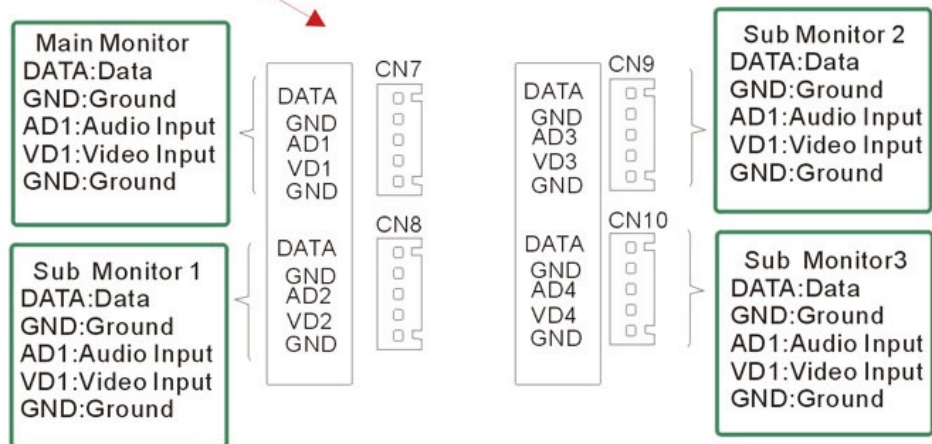 Main Monitor
DATA:Data
GND:Ground
AD1:Audio Input
VD1:Video Input
GND:Ground
CN7
DATA
GND
AD1
VD1
GND
Sub Monitor 1
DATA:Data
GND:Ground
AD1:Audio Input
VD1:Video Input
GND:Ground
CN8
DATA
GND
AD2
VD2
GND
CN9
DATA
GND
AD3
VD3
GND
Sub Monitor 2
DATA:Data
GND:Ground
AD1:Audio Input
VD1:Video Input
GND:Ground
CN10
DATA
GND
AD4
VD4
GND
Sub Monitor3
DATA:Data
GND:Ground
AD1:Audio Input
VD1:Video Input
GND:Ground